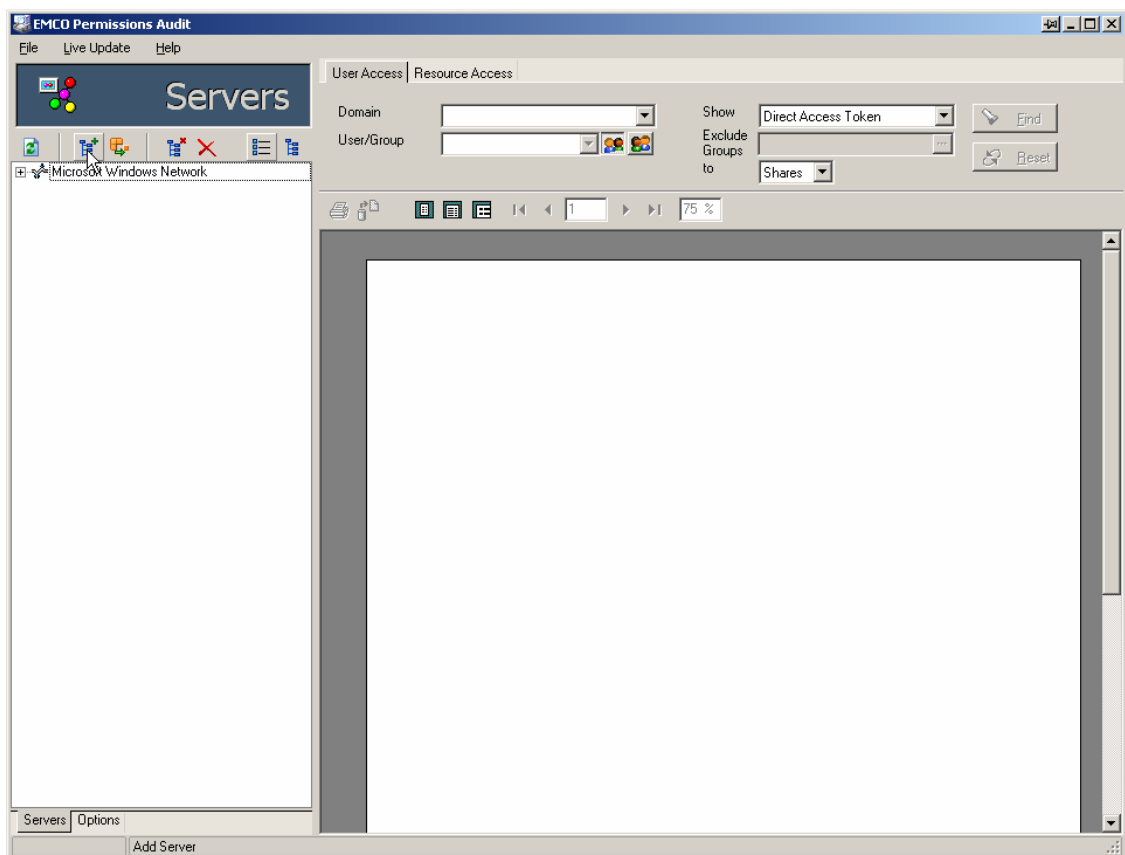 EMCO Permissions Audit
File Live Update Help
Servers
Microsoft Windows Network
User Access Resource Access
Domain
User/Group
Show Direct Access Token
Exclude Groups
to Shares
Find
Reset
1
75 %
Servers Options
Add Server